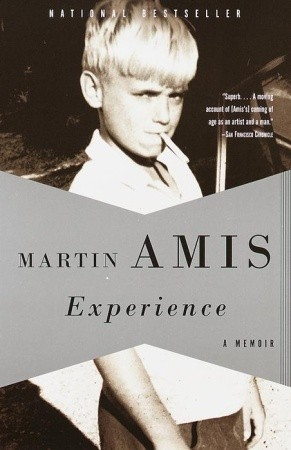 NATIONAL BESTSELLER
"Superb. . . . A moving
account of [Amis's] coming of
age as an artist and a man."
—SAN FRANCISCO CHRONICLE
MARTIN AMIS
Experience
A MEMOIR